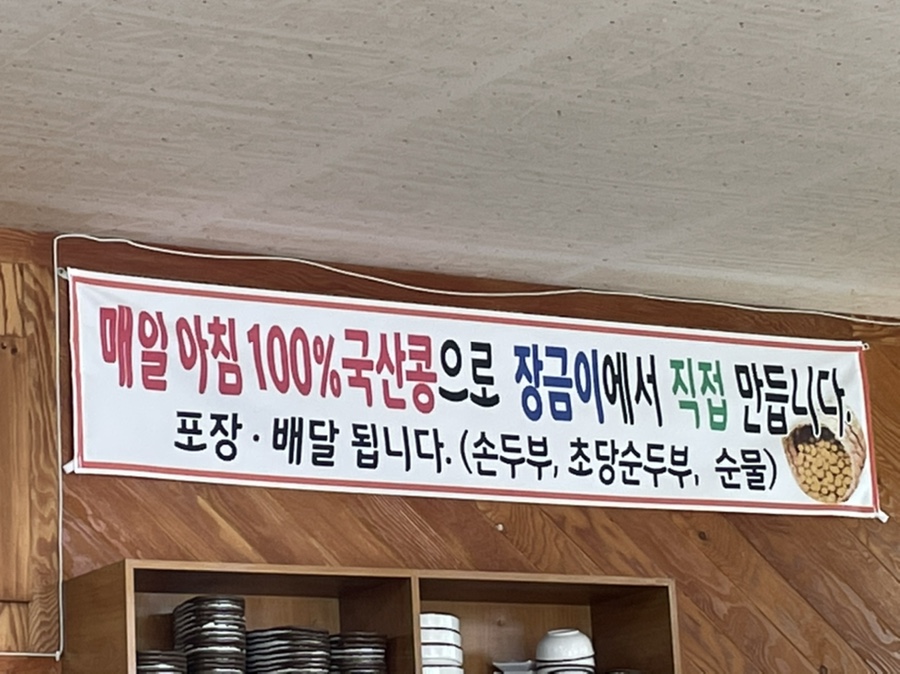 매일 아침 100%국산콩으로 장금이에서 직접 만듭니다.
포장·배달 됩니다. (손두부, 초당순두부, 순물)